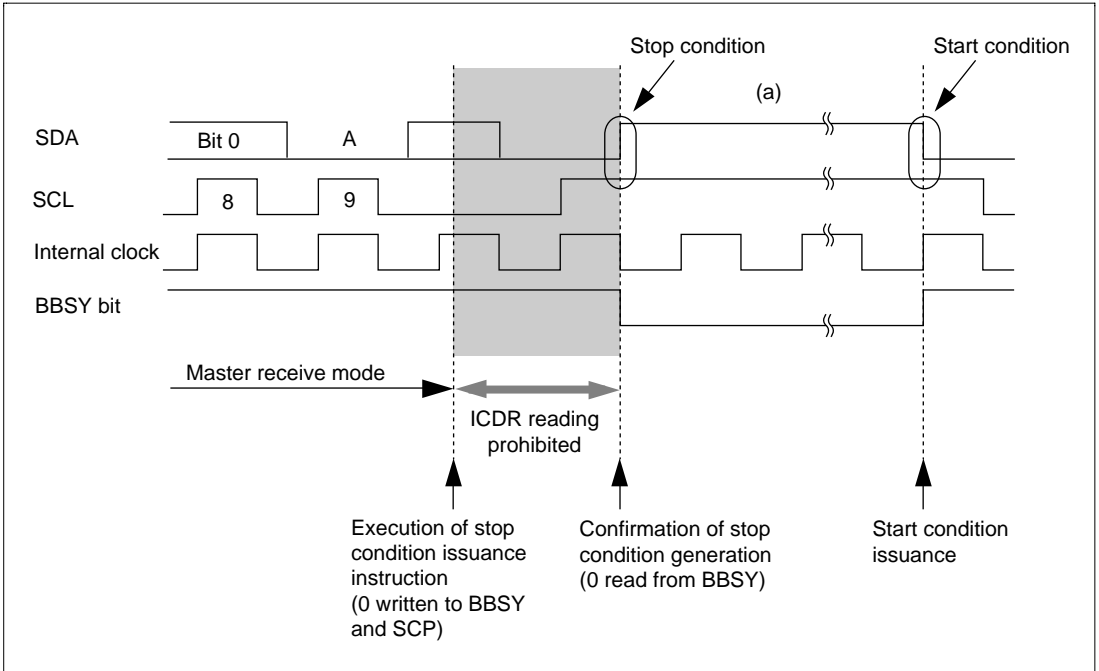 Stop condition
Start condition
(a)
SDA
Bit 0
A
SCL
8
9
Internal clock
BBSY bit
Master receive mode
ICDR reading
prohibited
Execution of stop
condition issuance
instruction
(0 written to BBSY
and SCP)
Confirmation of stop
condition generation
(0 read from BBSY)
Start condition
issuance